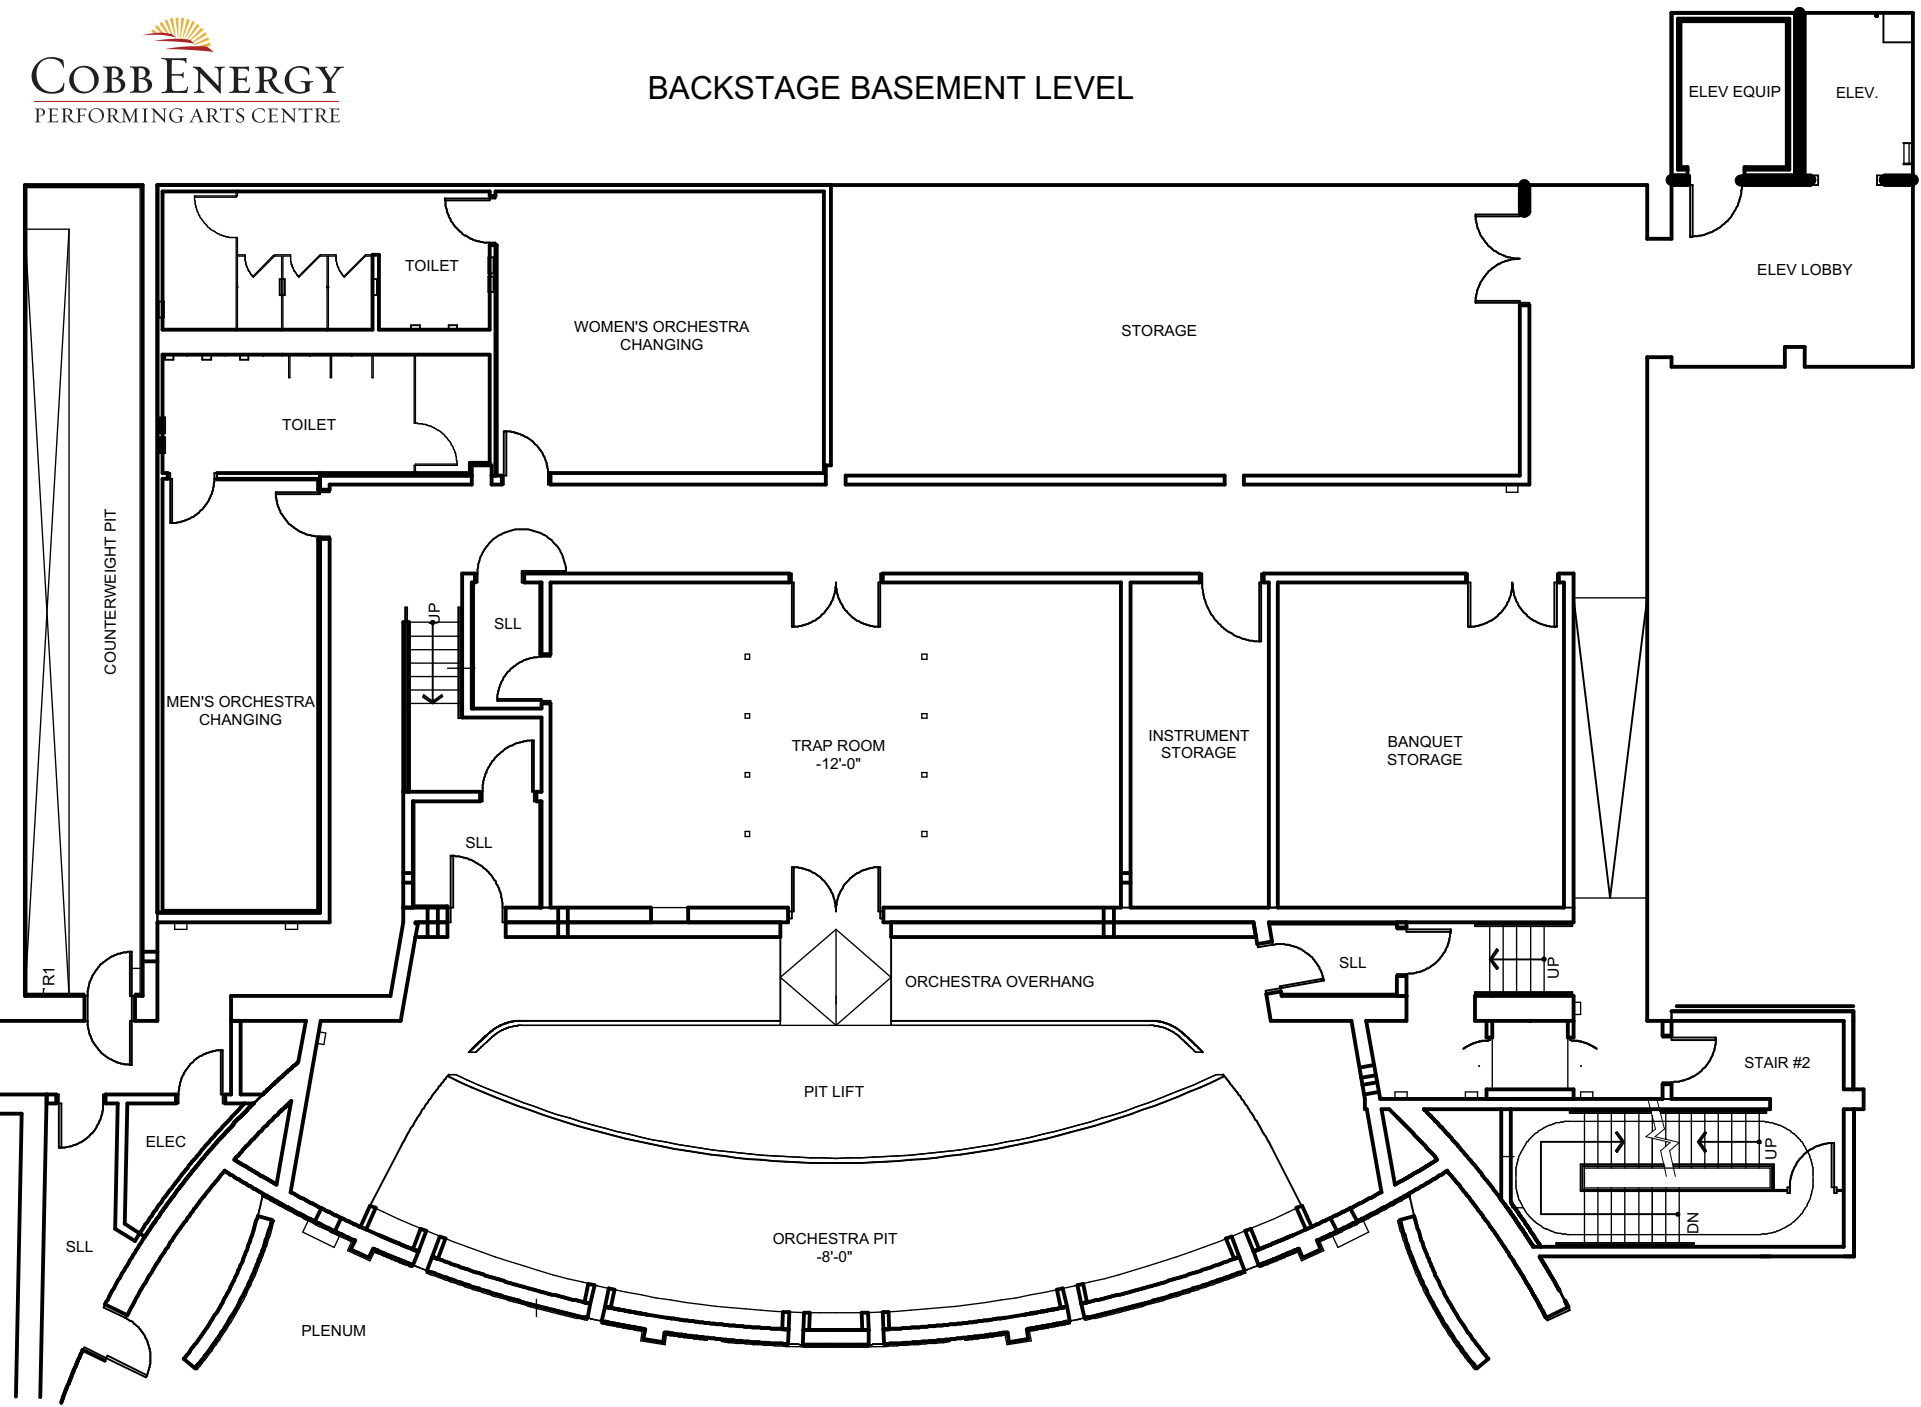 COBB ENERGY
PERFORMING ARTS CENTRE
BACKSTAGE BASEMENT LEVEL
ELEV EQUIP
ELEV.
TOILET
ELEV LOBBY
WOMEN'S ORCHESTRA
CHANGING
STORAGE
TOILET
COUNTERWEIGHT PIT
UP
SLL
MEN'S ORCHESTRA
CHANGING
TRAP ROOM
-12'-0"
INSTRUMENT
STORAGE
BANQUET
STORAGE
SLL
TR1
ORCHESTRA OVERHANG
SLL
UP
PIT LIFT
STAIR #2
ELEC
UP
DN
SLL
ORCHESTRA PIT
-8'-0"
PLENUM